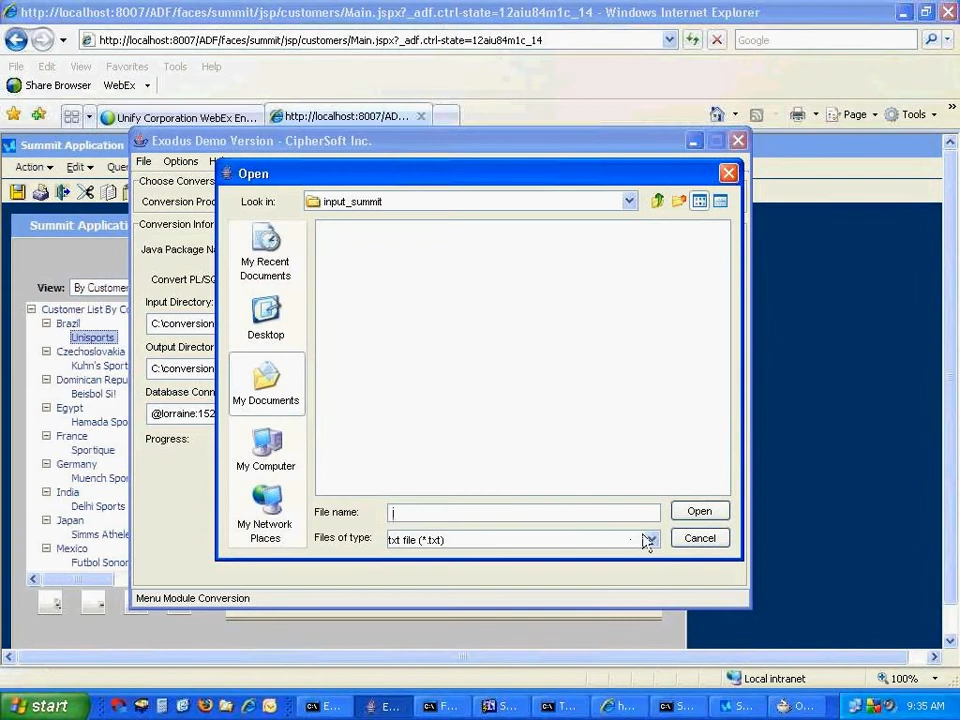 http://localhost:8007/ADF/faces/summit/jsp/customers/Main.jspx?_adf.ctrl-state=12aiu84m1c_14 - Windows Internet Explorer
http://localhost:8007/ADF/faces/summit/jsp/customers/Main.jspx?_adf.ctrl-state=12aiu84m1c_14
Google
File Edit View Favorites Tools Help
Share Browser WebEx
Unify Corporation WebEx En...
http://localhost:8007/AD...
Page
Tools
Summit Application
Exodus Demo Version - CipherSoft Inc.
Action Edit Quer
File Options H
Open
Choose Convers
Conversion Proc
Look in:
input_summit
Summit Applicati
Conversion Infor
Java Package Na
Convert PL/SQ
View: By Customer
Input Directory:
C:\conversion
Output Director
C:\conversion
Database Conn
@lorraine:152
Progress:
My Recent Documents
Desktop
My Documents
My Computer
My Network Places
Customer List By Co
Brazil
Unisports
Czechoslovakia
Kuhn's Sport
Dominican Repu
Beisbol Si!
Egypt
Hamada Spo
France
Sportique
Germany
Muench Spor
India
Delhi Sports
Japan
Simms Athele
Mexico
Futbol Sonor
File name:
Open
Files of type:
txt file (*.txt)
Cancel
Menu Module Conversion
Local intranet
100%
start
E...
E...
F...
S...
T...
h...
S...
S...
O...
9:35 AM